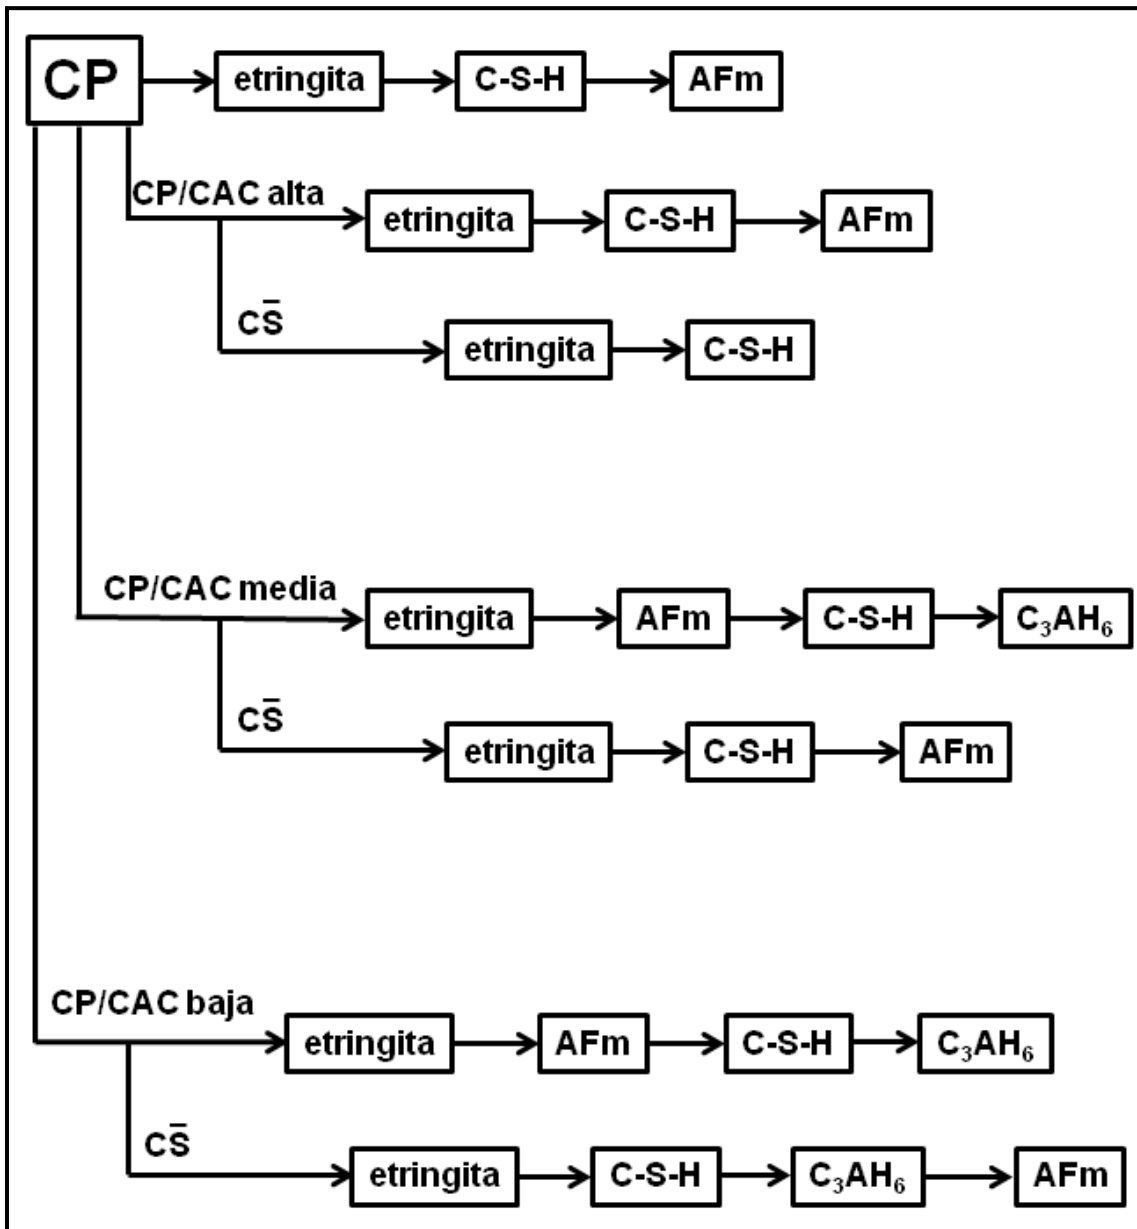 CP etringita C-S-H AFm
CP/CAC alta etringita C-S-H AFm
CS̅ etringita C-S-H
CP/CAC media etringita AFm C-S-H C₃AH₆
CS̅ etringita C-S-H AFm
CP/CAC baja etringita AFm C-S-H C₃AH₆
CS̅ etringita C-S-H C₃AH₆ AFm